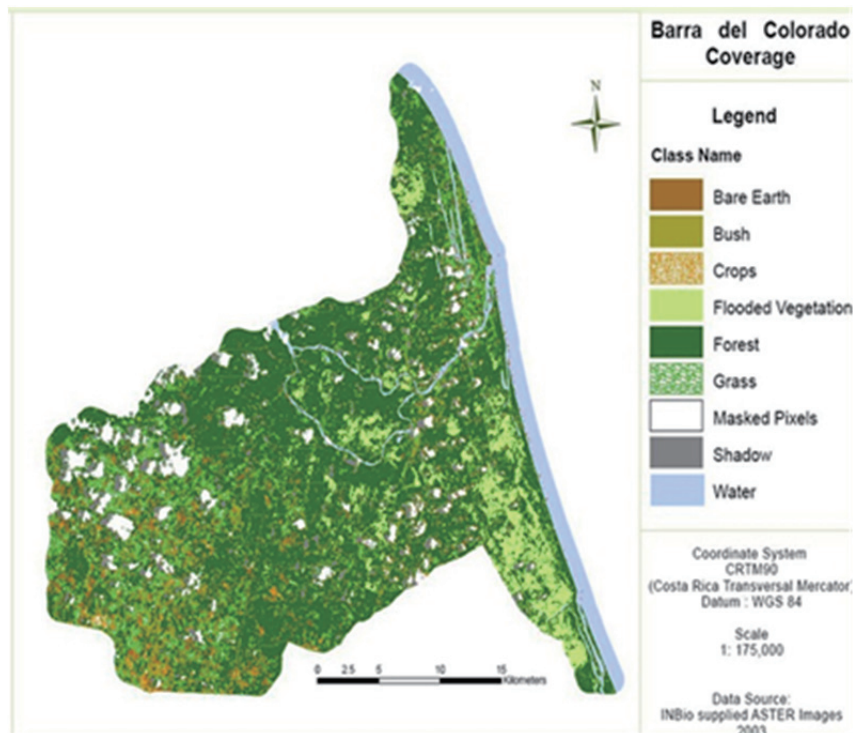 Barra del Colorado
Coverage
N
Legend
Class Name
Bare Earth
Bush
Crops
Flooded Vegetation
Forest
Grass
Masked Pixels
Shadow
Water
0 2.5 5 10 15
Kilometers
Coordinate System
CRTM90
(Costa Rica Transversal Mercator)
Datum : WGS 84
Scale
1: 175,000
Data Source:
INBio supplied ASTER Images
2003